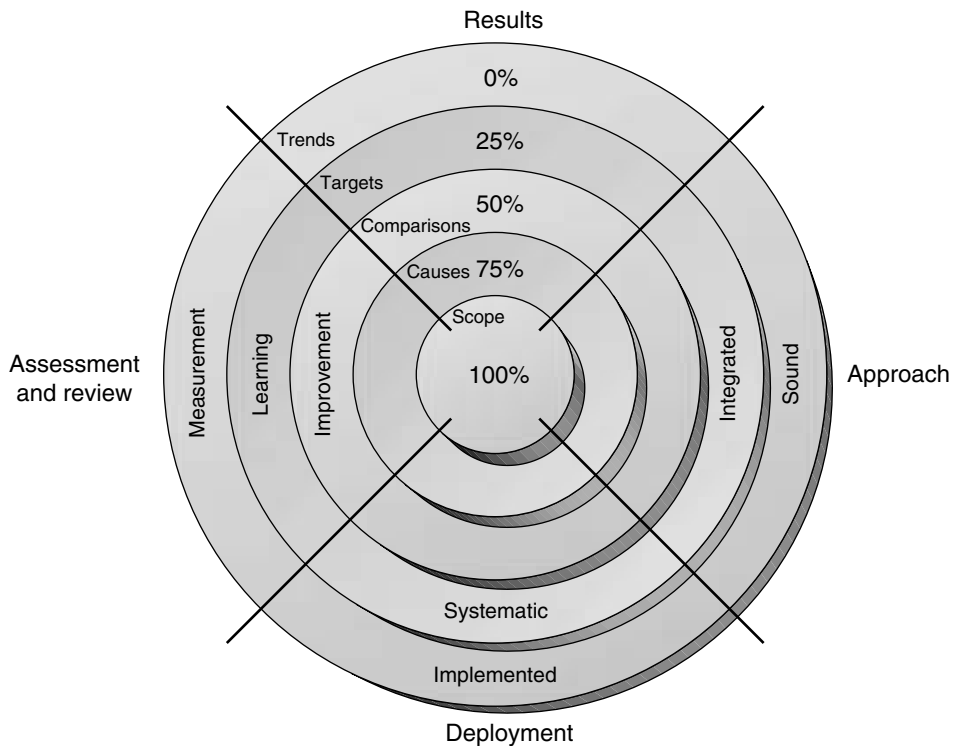 Results
0%
Trends
25%
Targets
50%
Comparisons
Causes 75%
Scope
100%
Assessment
and review
Measurement
Learning
Improvement
Integrated
Sound
Approach
Systematic
Implemented
Deployment